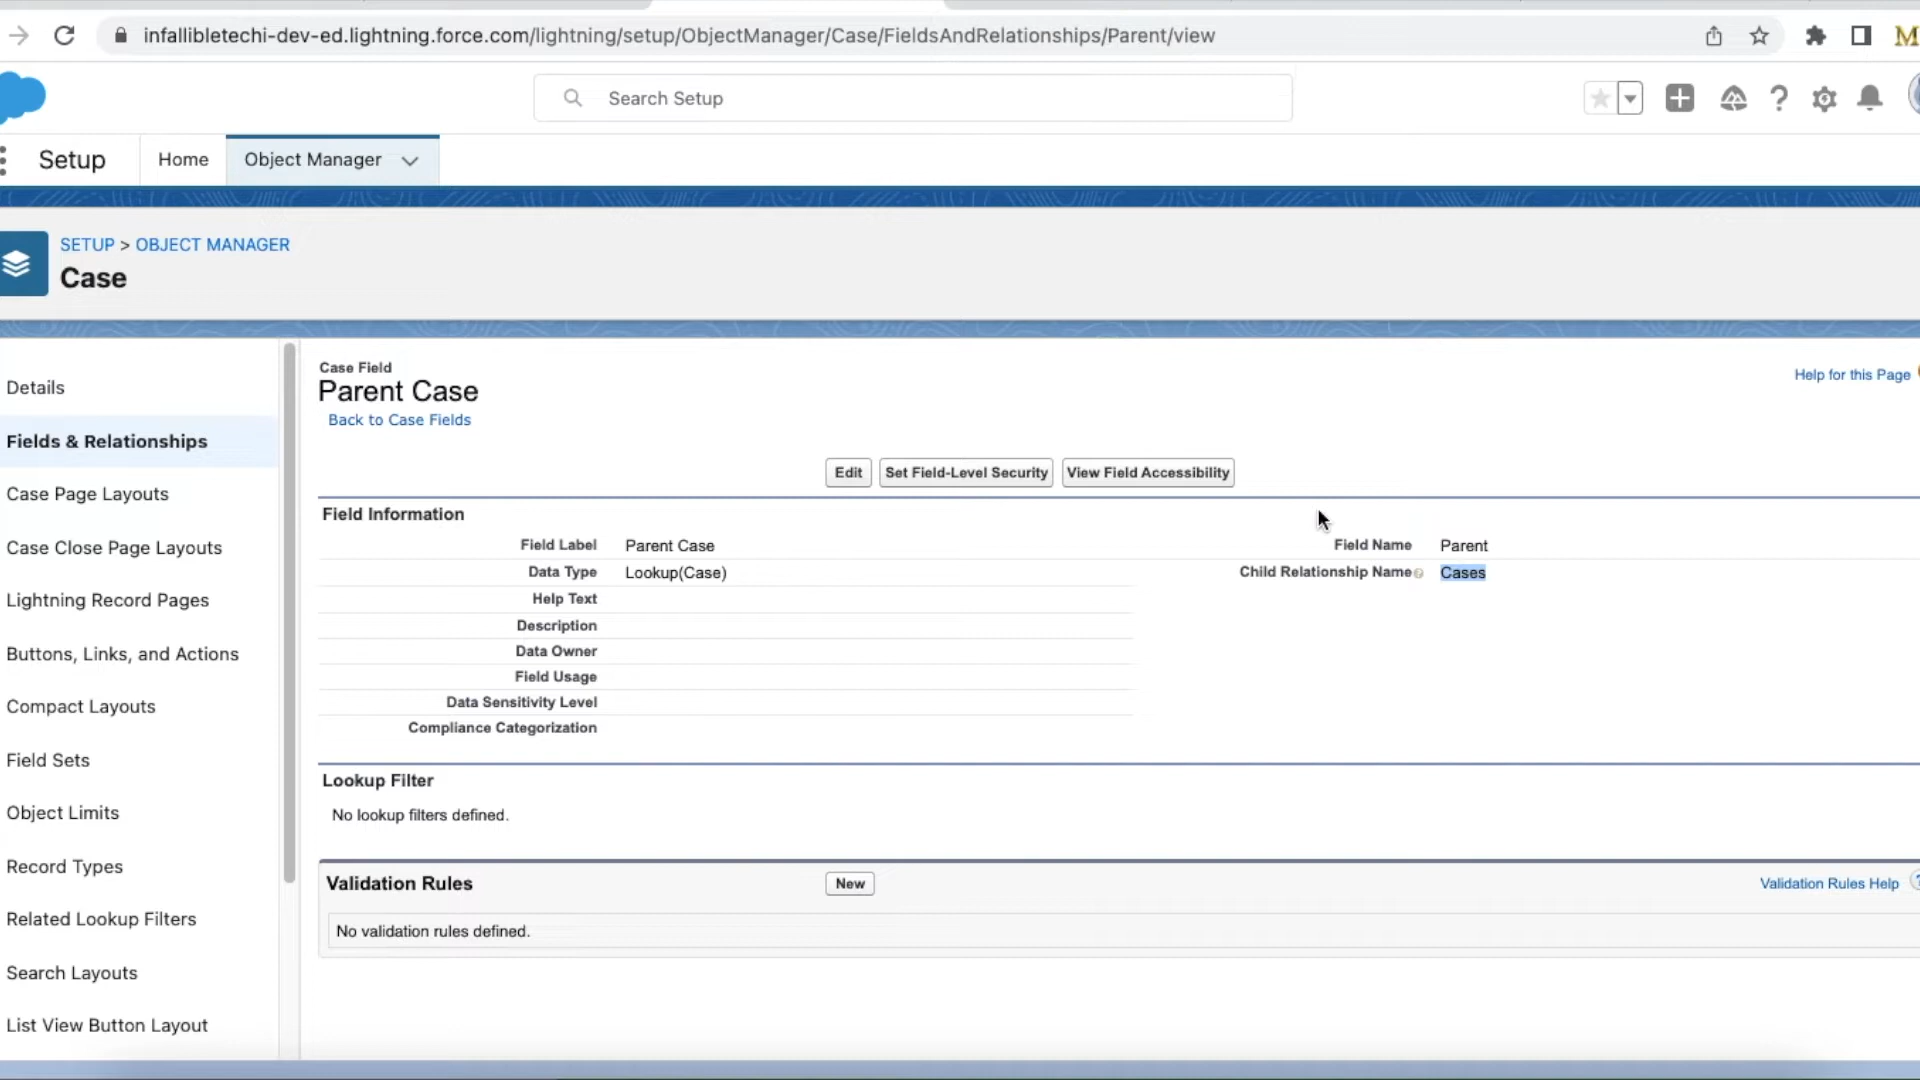 infallibletechi-dev-ed.lightning.force.com/lightning/setup/ObjectManager/Case/FieldsAndRelationships/Parent/view
M
Search Setup
Setup
Home
Object Manager
SETUP > OBJECT MANAGER
Case
Details
Fields & Relationships
Case Page Layouts
Case Close Page Layouts
Lightning Record Pages
Buttons, Links, and Actions
Compact Layouts
Field Sets
Object Limits
Record Types
Related Lookup Filters
Search Layouts
List View Button Layout
Case Field
Parent Case
Back to Case Fields
Help for this Page
Edit
Set Field-Level Security
View Field Accessibility
Field Information
Field Label Parent Case
Field Name Parent
Data Type Lookup(Case)
Child Relationship Name Cases
Help Text
Description
Data Owner
Field Usage
Data Sensitivity Level
Compliance Categorization
Lookup Filter
No lookup filters defined.
Validation Rules
New
Validation Rules Help ?
No validation rules defined.